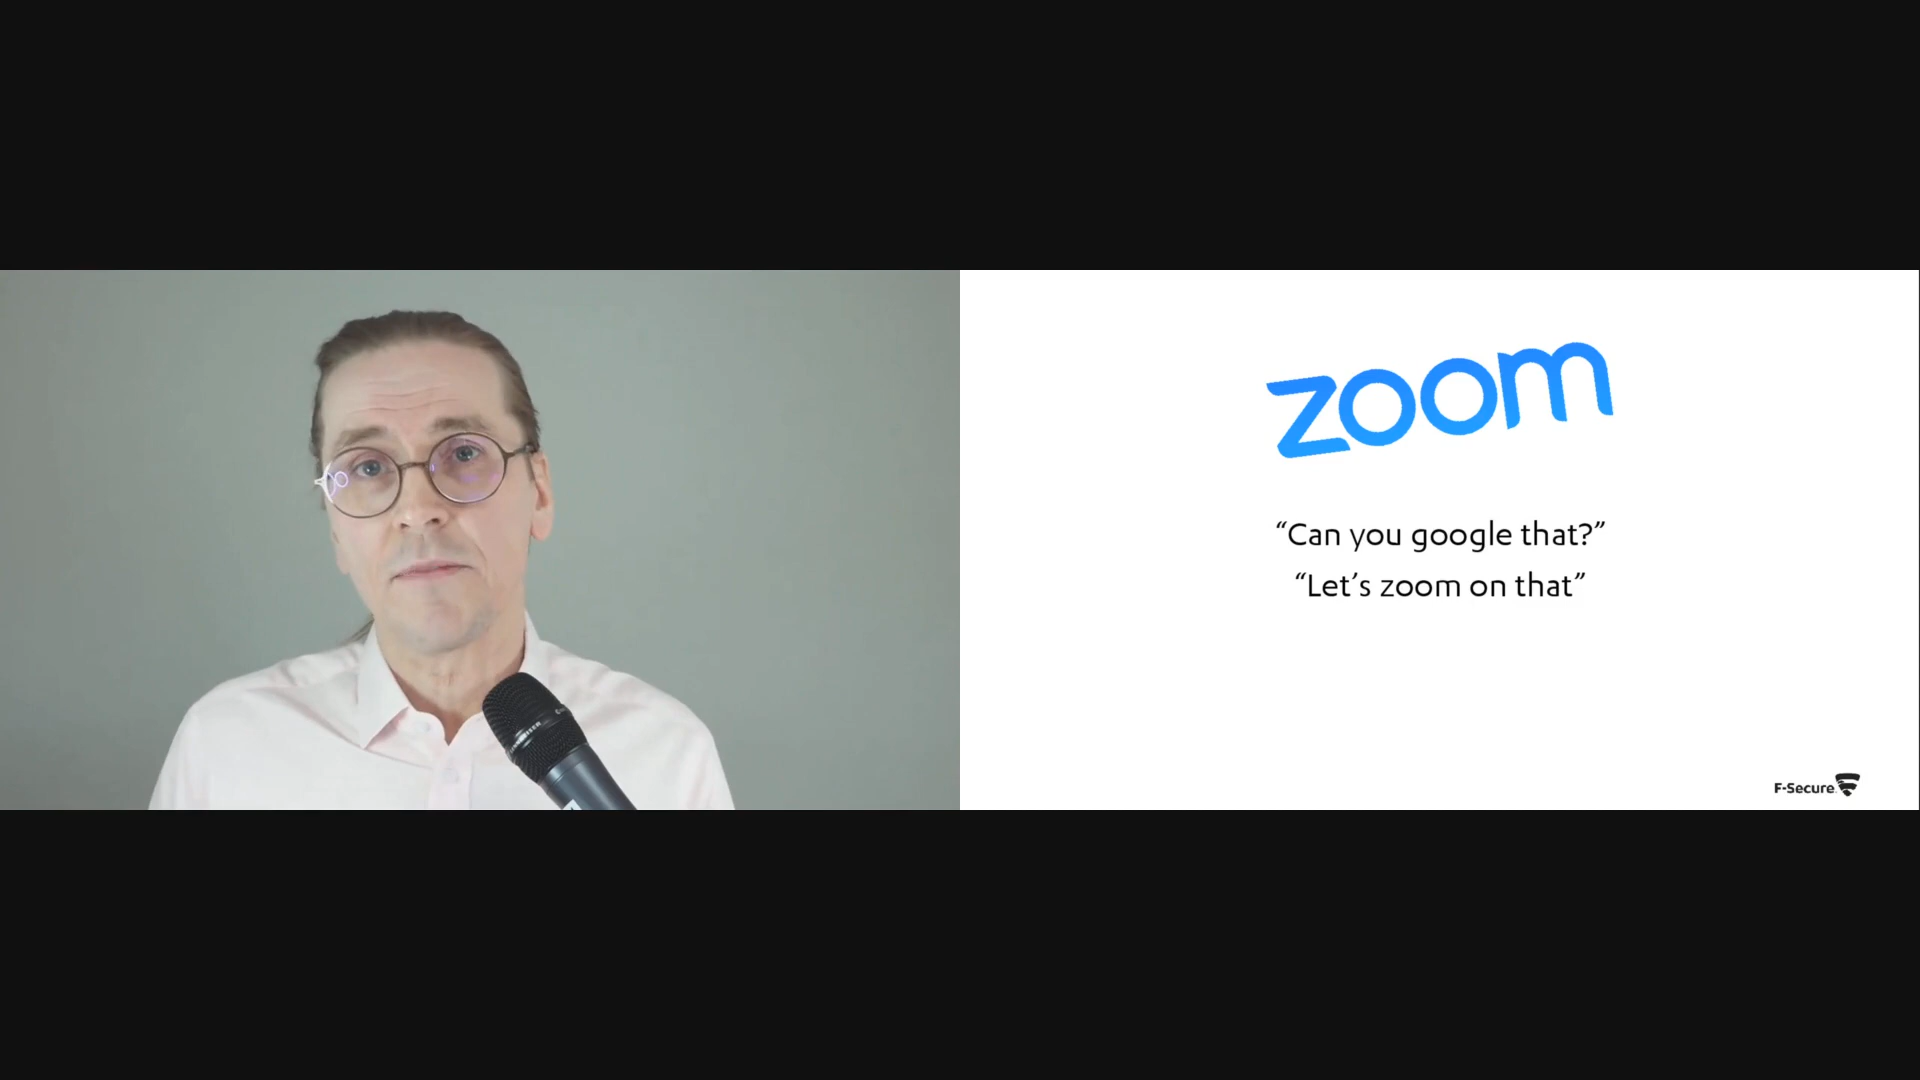 zoom
“Can you google that?”
“Let’s zoom on that”
F-Secure